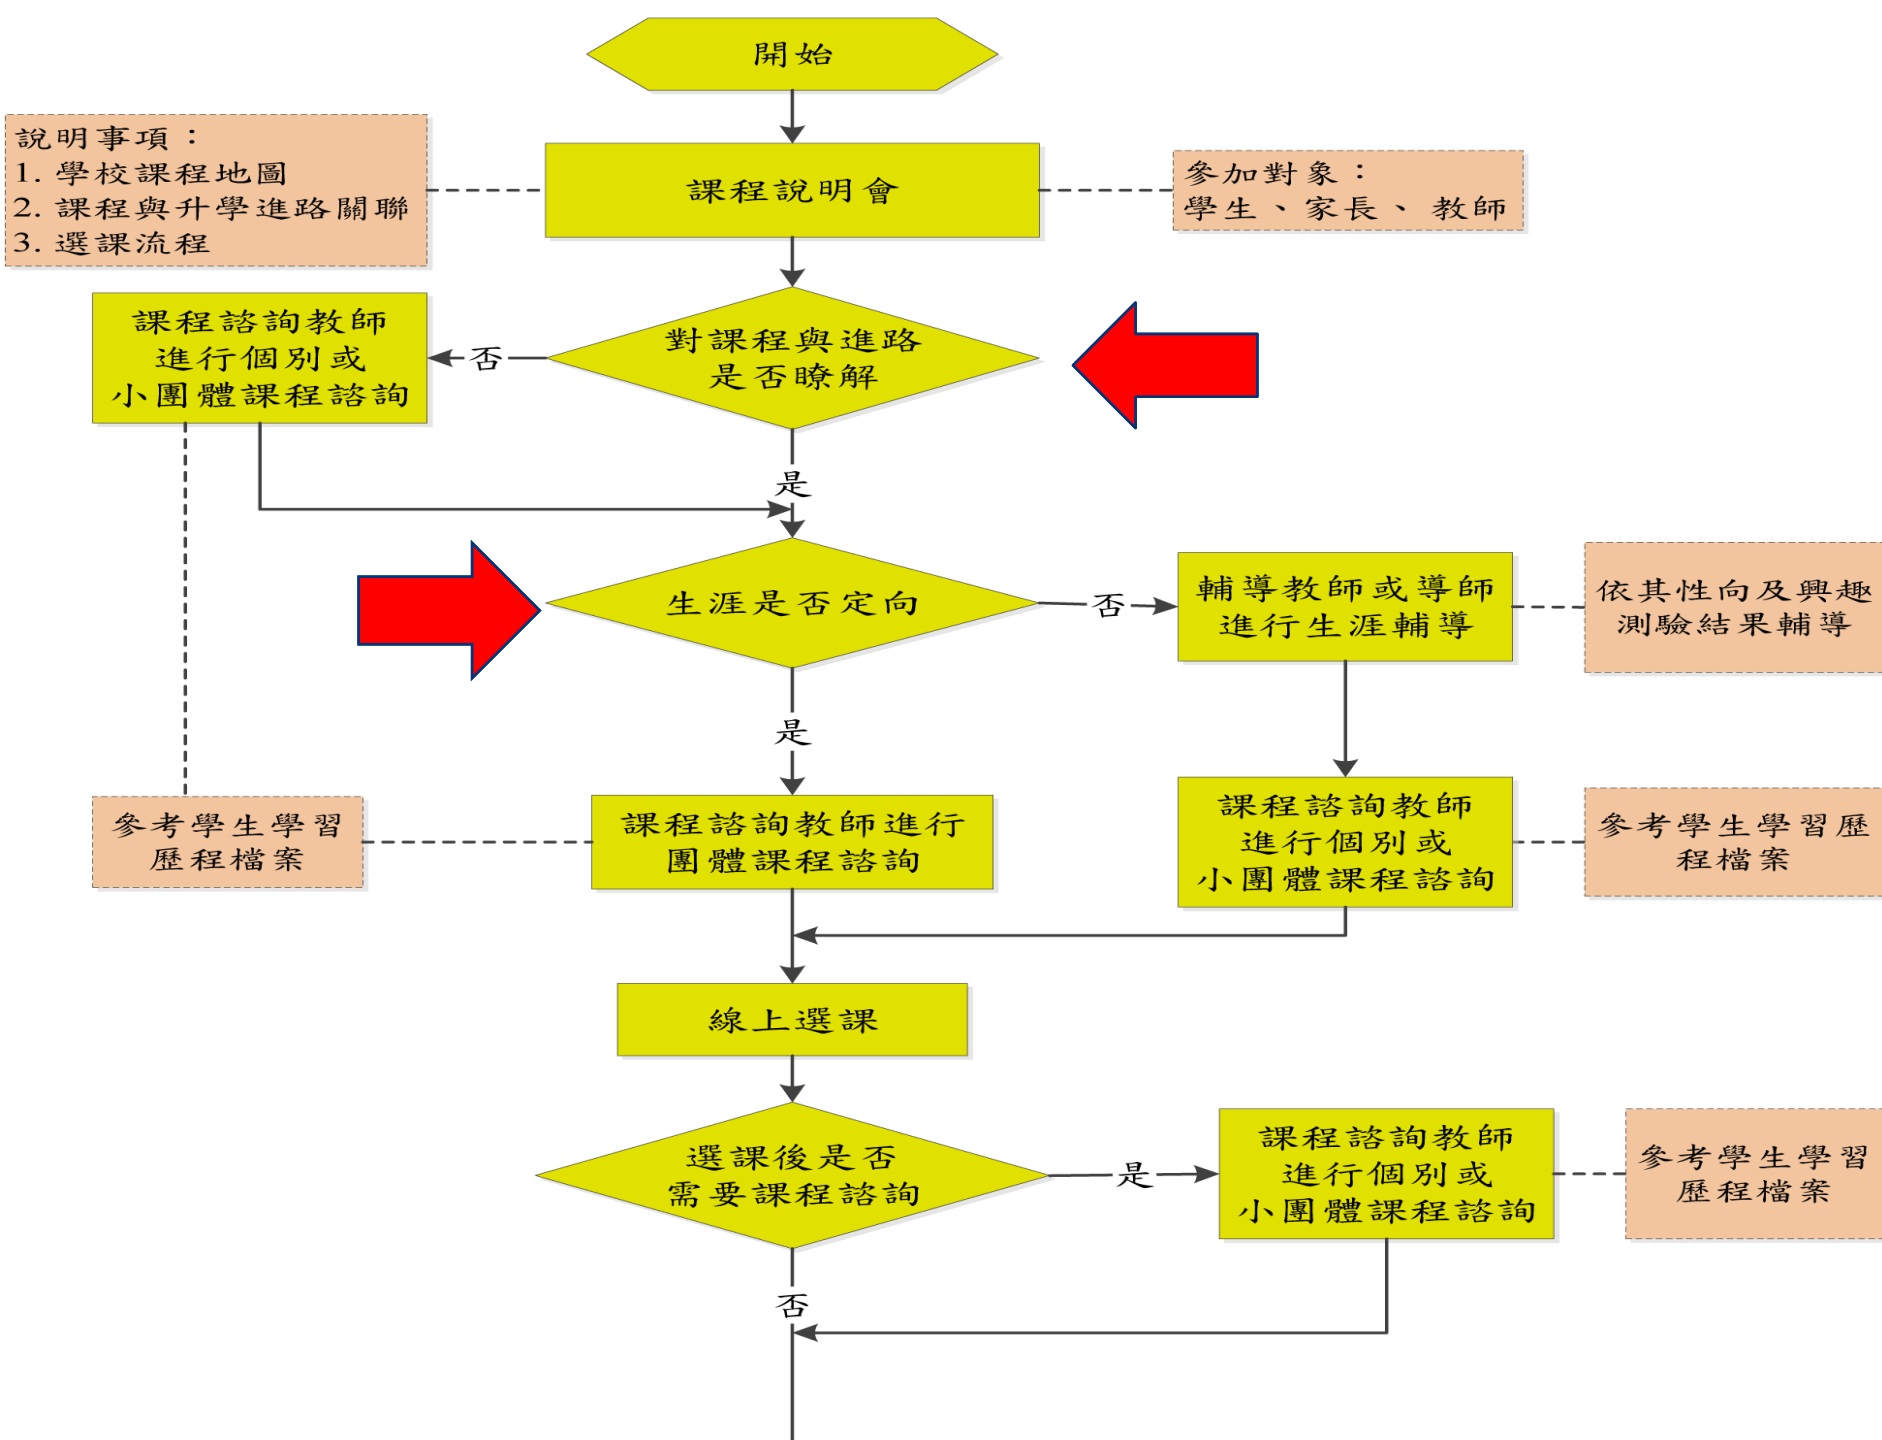 開始
說明事項：
1. 學校課程地圖
2. 課程與升學進路關聯
3. 選課流程
課程說明會
參加對象：
學生、家長、教師
課程諮詢教師
進行個別或
小團體課程諮詢
否
對課程與進路
是否瞭解
是
生涯是否定向
否
輔導教師或導師
進行生涯輔導
依其性向及興趣
測驗結果輔導
是
參考學生學習
歷程檔案
課程諮詢教師進行
團體課程諮詢
課程諮詢教師
進行個別或
小團體課程諮詢
參考學生學習歷
程檔案
線上選課
選課後是否
需要課程諮詢
是
課程諮詢教師
進行個別或
小團體課程諮詢
參考學生學習
歷程檔案
否